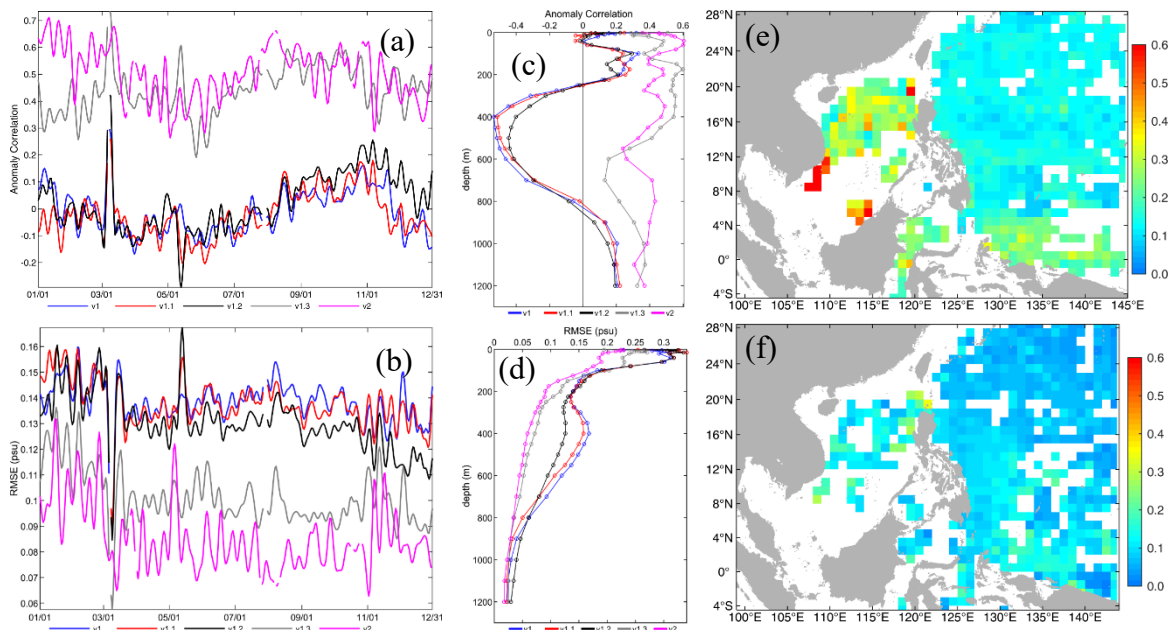 (a)
Anomaly Correlation
0.7
0.6
0.5
0.4
0.3
0.2
0.1
0
-0.1
-0.2
01/01 03/01 05/01 07/01 09/01 11/01 12/31
v1 v1.1 v1.2 v1.3 v2
(b)
RMSE (psu)
0.16
0.15
0.14
0.13
0.12
0.11
0.1
0.09
0.08
0.07
0.06
01/01 03/01 05/01 07/01 09/01 11/01 12/31
v1 v1.1 v1.2 v1.3 v2
Anomaly Correlation
-0.4 -0.2 0 0.2 0.4 0.6
(c)
depth (m)
0
200
400
600
800
1000
1200
v1 v1.1 v1.2 v1.3 v2
RMSE (psu)
0 0.05 0.1 0.15 0.2 0.25 0.3
(d)
depth (m)
0
200
400
600
800
1000
1200
v1 v1.1 v1.2 v1.3 v2
(e)
28°N
24°N
20°N
16°N
12°N
8°N
4°N
0°
4°S
100°E 105°E 110°E 115°E 120°E 125°E 130°E 135°E 140°E 145°E
0.6
0.5
0.4
0.3
0.2
0.1
0.0
(f)
28°N
24°N
20°N
16°N
12°N
8°N
4°N
0°
4°S
100°E 105°E 110°E 115°E 120°E 125°E 130°E 135°E 140°E
0.6
0.5
0.4
0.3
0.2
0.1
0.0